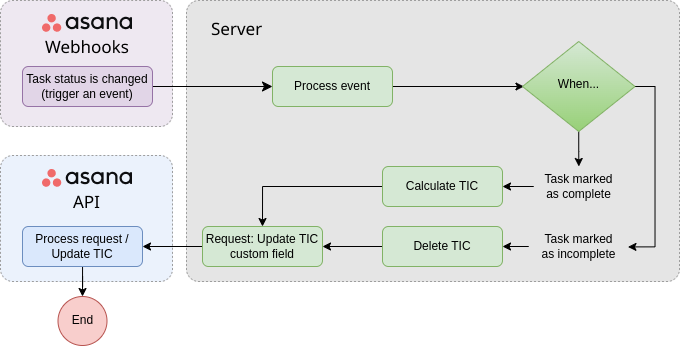 asana
Webhooks
Task status is changed
(trigger an event)
Server
Process event
When...
Task marked
as complete
Calculate TIC
Task marked
as incomplete
Delete TIC
Request: Update TIC
custom field
asana
API
Process request /
Update TIC
End